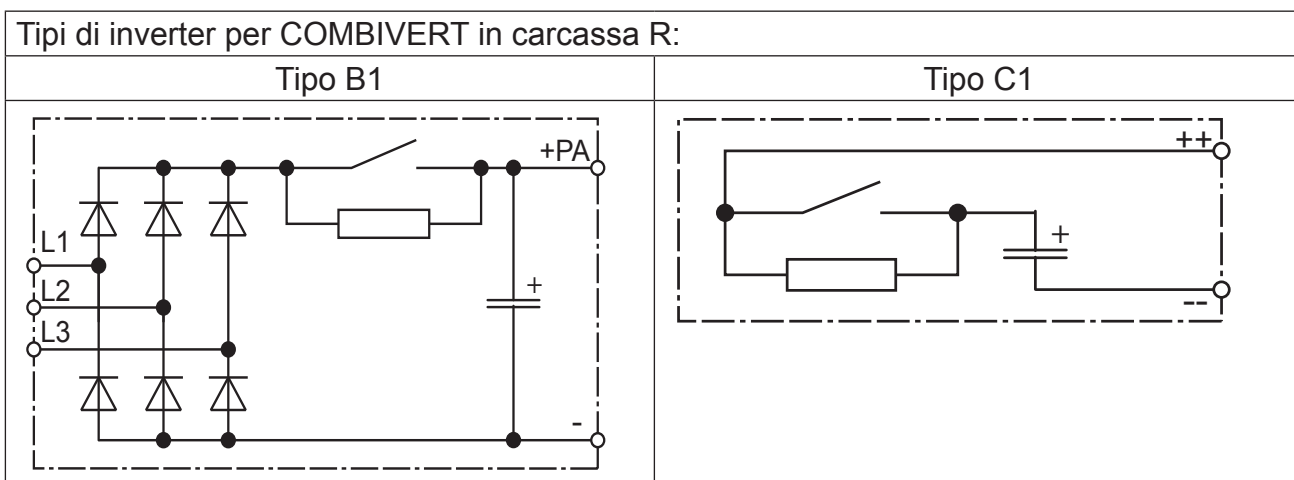 Tipi di inverter per COMBIVERT in carcassa R:
Tipo B1
Tipo C1
+PA
L1
L2
L3
+
-
++
+
--